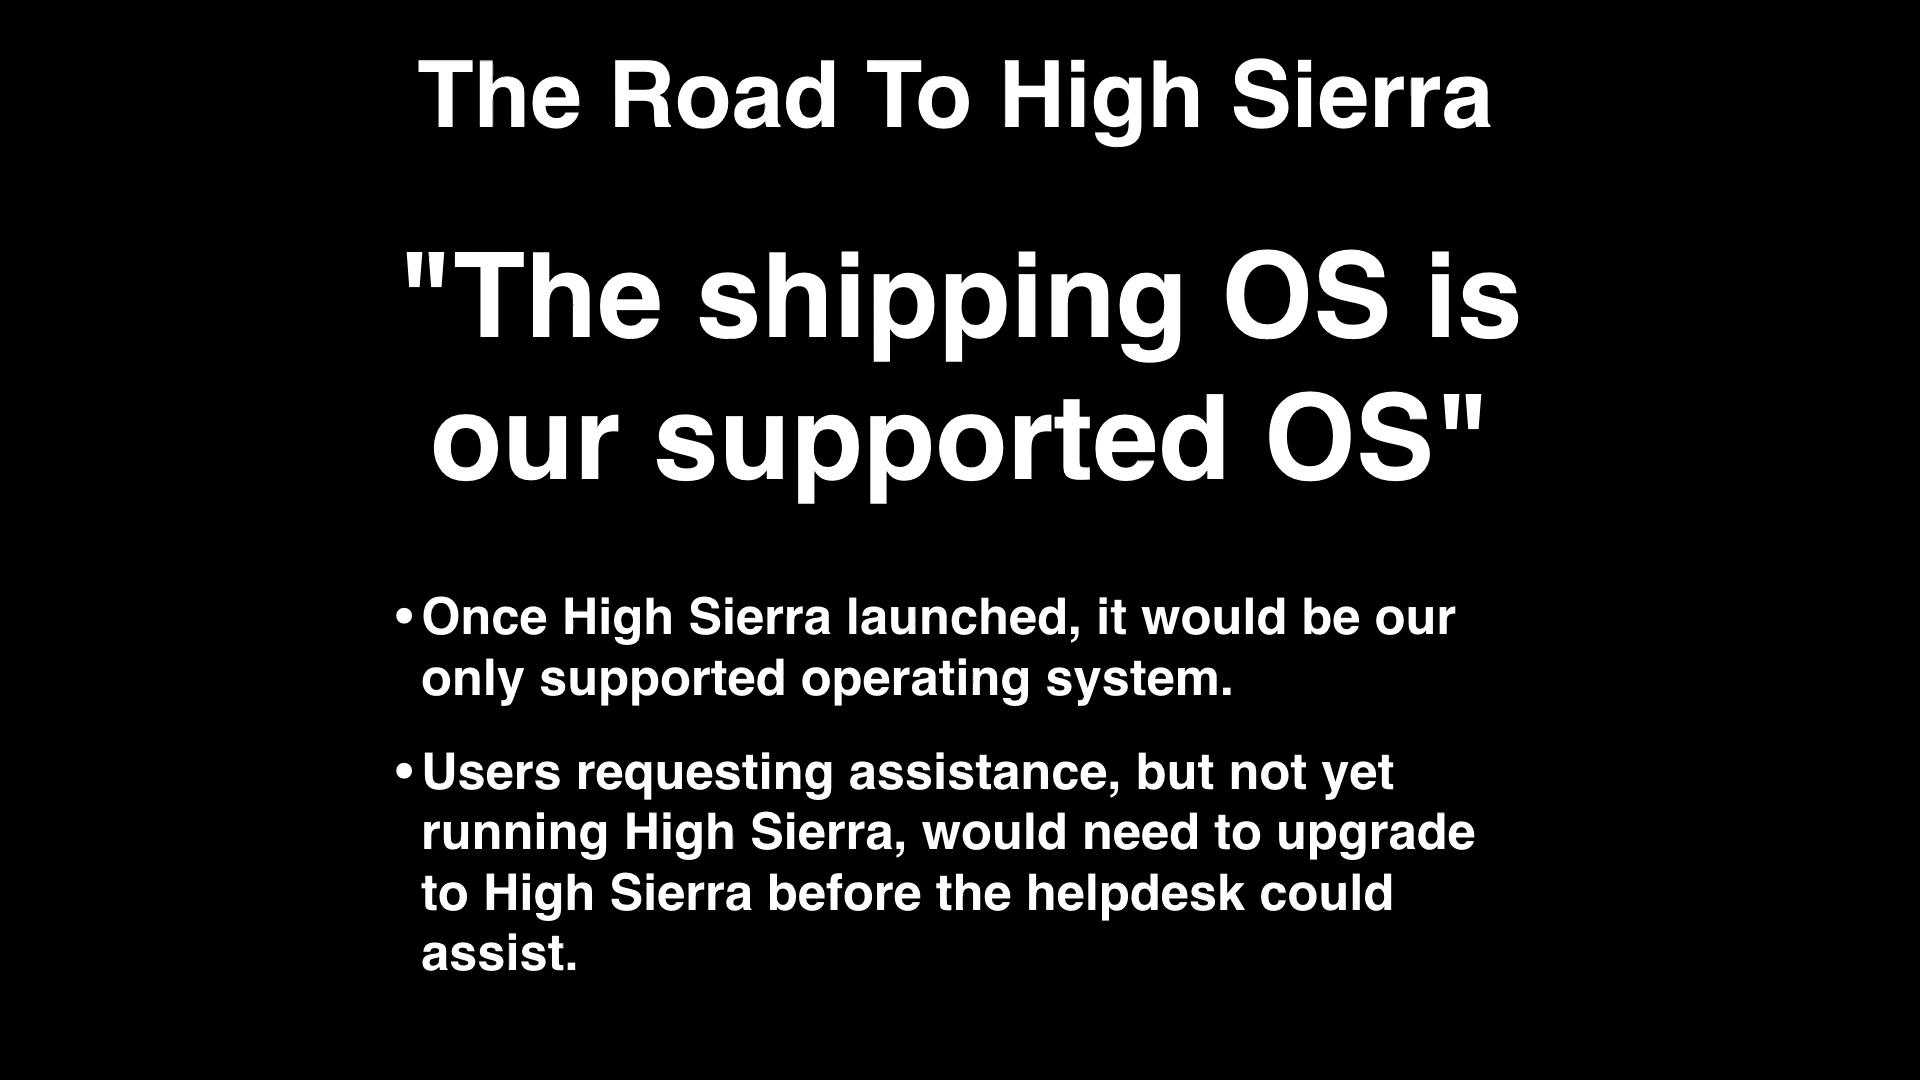 The Road To High Sierra
"The shipping OS is
our supported OS"
•Once High Sierra launched, it would be our
only supported operating system.
•Users requesting assistance, but not yet
running High Sierra, would need to upgrade
to High Sierra before the helpdesk could
assist.